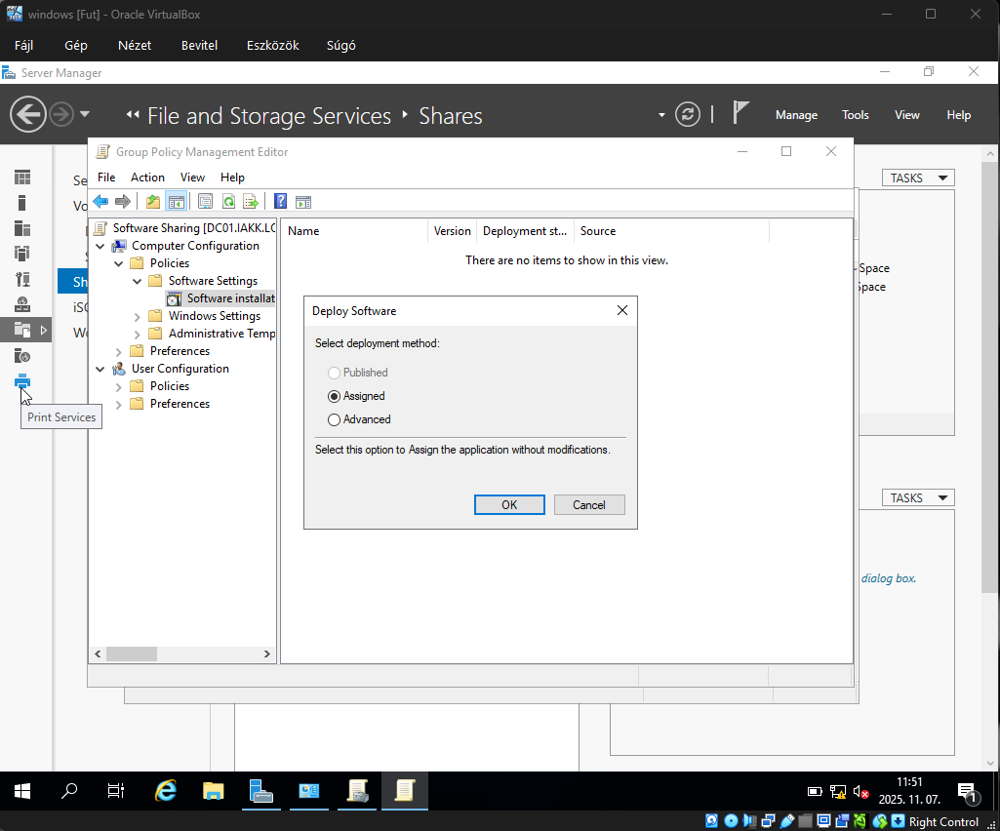 windows [Fut] - Oracle VirtualBox
Fájl Gép Nézet Bevitel Eszközök Súgó
Server Manager
File and Storage Services Shares
Manage Tools View Help
Group Policy Management Editor
File Action View Help
Software Sharing [DC01.IAKK.LO
Computer Configuration
Policies
Software Settings
Software installat
Windows Settings
Administrative Temp
Preferences
User Configuration
Policies
Preferences
Name Version Deployment st... Source
There are no items to show in this view.
Deploy Software
Select deployment method:
Published
Assigned
Advanced
Select this option to Assign the application without modifications.
OK Cancel
Se
Vo
Sh
iSC
Wo
Print Services
TASKS
Space
Space
TASKS
dialog box.
11:51
2025. 11. 07.
1
Right Control